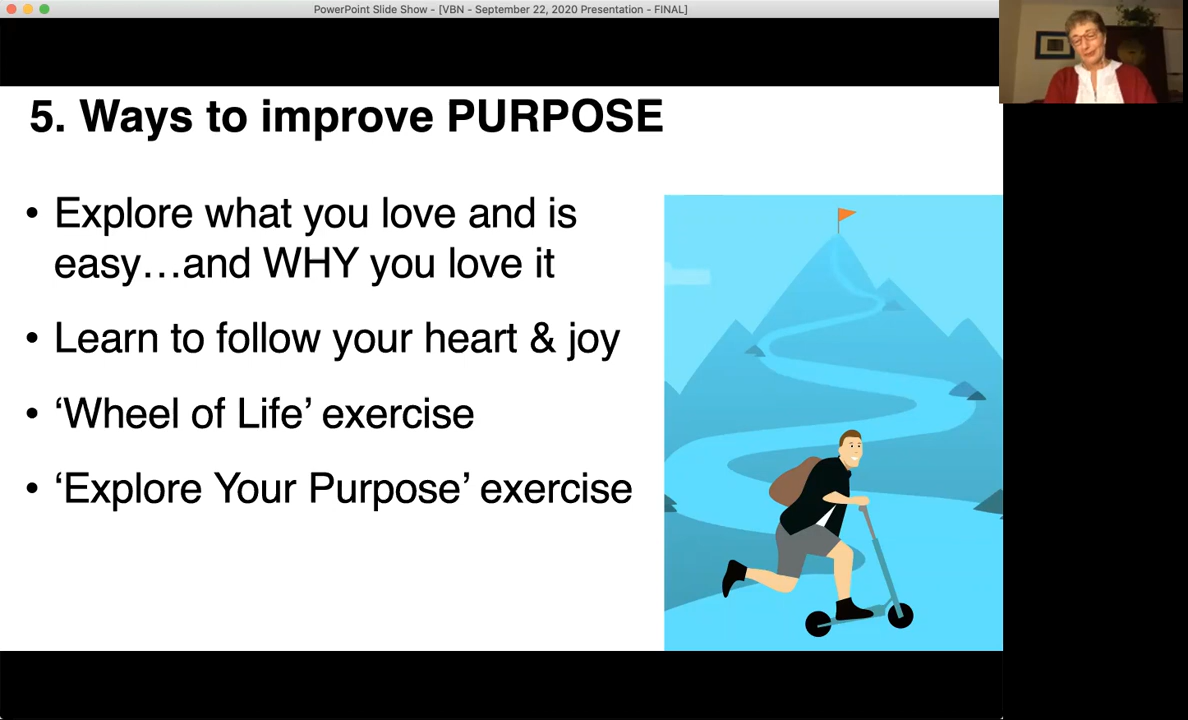 PowerPoint Slide Show - [VBN - September 22, 2020 Presentation - FINAL]
5. Ways to improve PURPOSE
• Explore what you love and is
easy…and WHY you love it
• Learn to follow your heart & joy
• ‘Wheel of Life’ exercise
• ‘Explore Your Purpose’ exercise